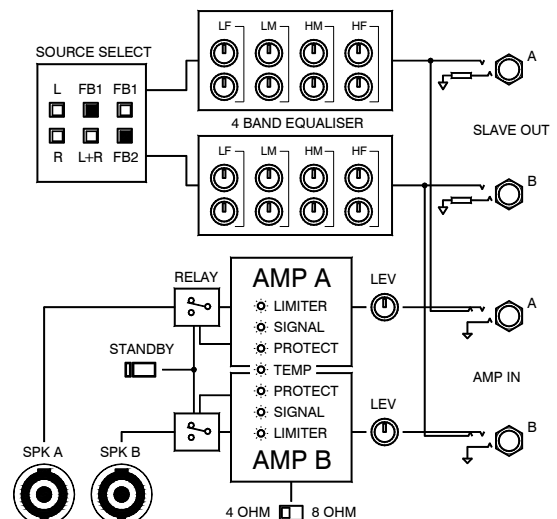 LF LM HM HF
SOURCE SELECT
A
L FB1 FB1
4 BAND EQUALISER
SLAVE OUT
R L+R FB2
LF LM HM HF
B
RELAY
AMP A
LEV
LIMITER
A
SIGNAL
STANDBY
PROTECT
TEMP
AMP IN
PROTECT
SIGNAL
LEV
LIMITER
B
SPK A SPK B
AMP B
4 OHM 8 OHM